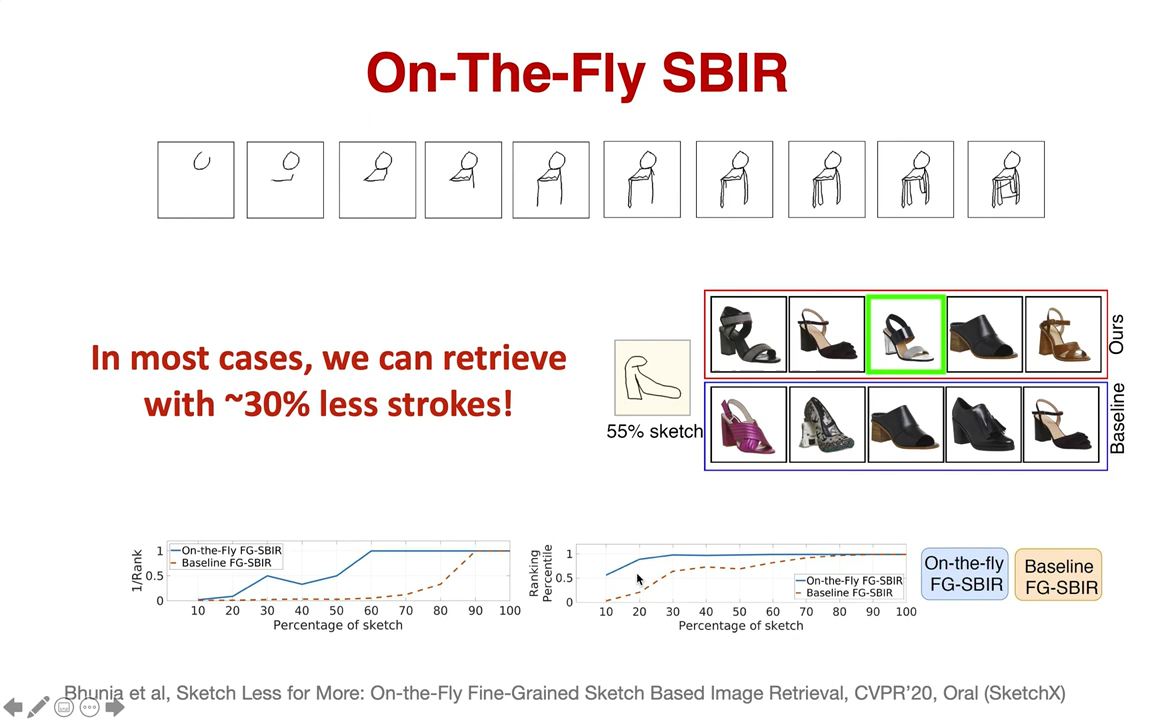 On-The-Fly SBIR
In most cases, we can retrieve
with ~30% less strokes!
55% sketch
Ours
Baseline
1/Rank
1
0.5
0
On-the-Fly FG-SBIR
Baseline FG-SBIR
10 20 30 40 50 60 70 80 90 100
Percentage of sketch
Ranking
Percentile
1
0.5
0
On-the-Fly FG-SBIR
Baseline FG-SBIR
10 20 30 40 50 60 70 80 90 100
Percentage of sketch
On-the-fly
FG-SBIR
Baseline
FG-SBIR
Bhunia et al, Sketch Less for More: On-the-Fly Fine-Grained Sketch Based Image Retrieval, CVPR'20, Oral (SketchX)